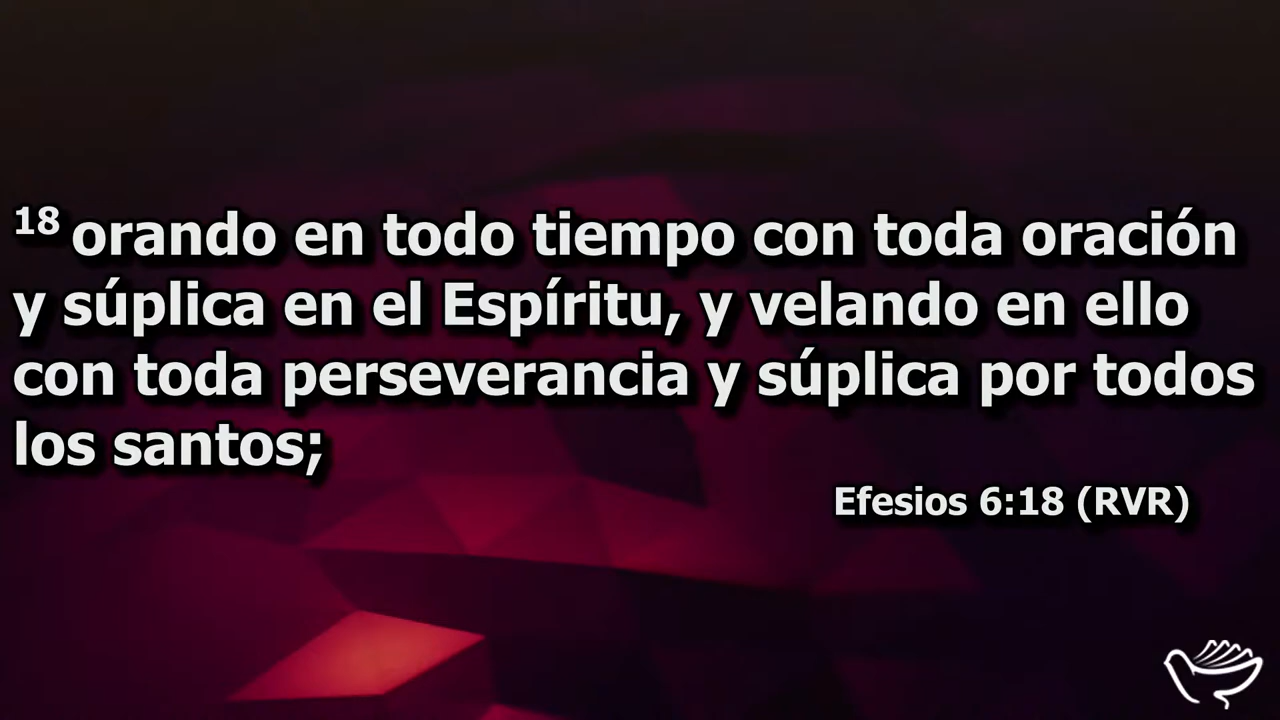 18 orando en todo tiempo con toda oración
y súplica en el Espíritu, y velando en ello
con toda perseverancia y súplica por todos
los santos;
Efesios 6:18 (RVR)